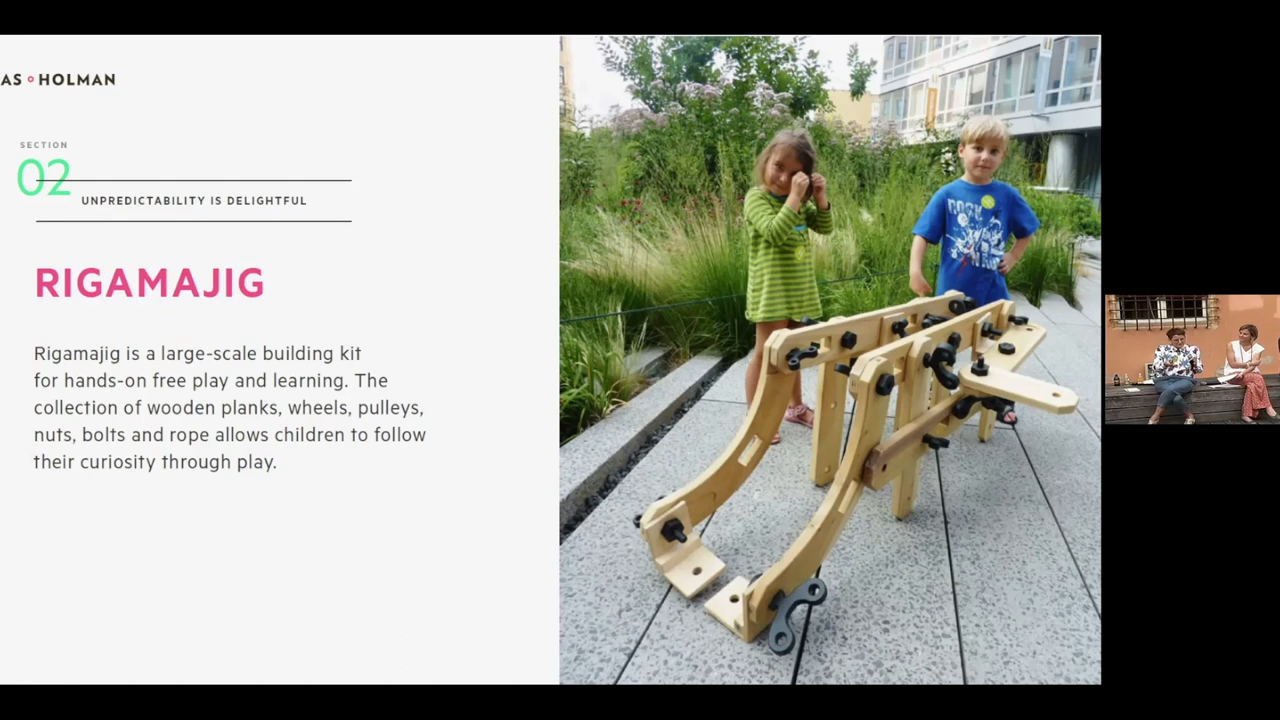 AS HOLMAN
SECTION
02
UNPREDICTABILITY IS DELIGHTFUL
RIGAMAJIG
Rigamajig is a large-scale building kit
for hands-on free play and learning. The
collection of wooden planks, wheels, pulleys,
nuts, bolts and rope allows children to follow
their curiosity through play.